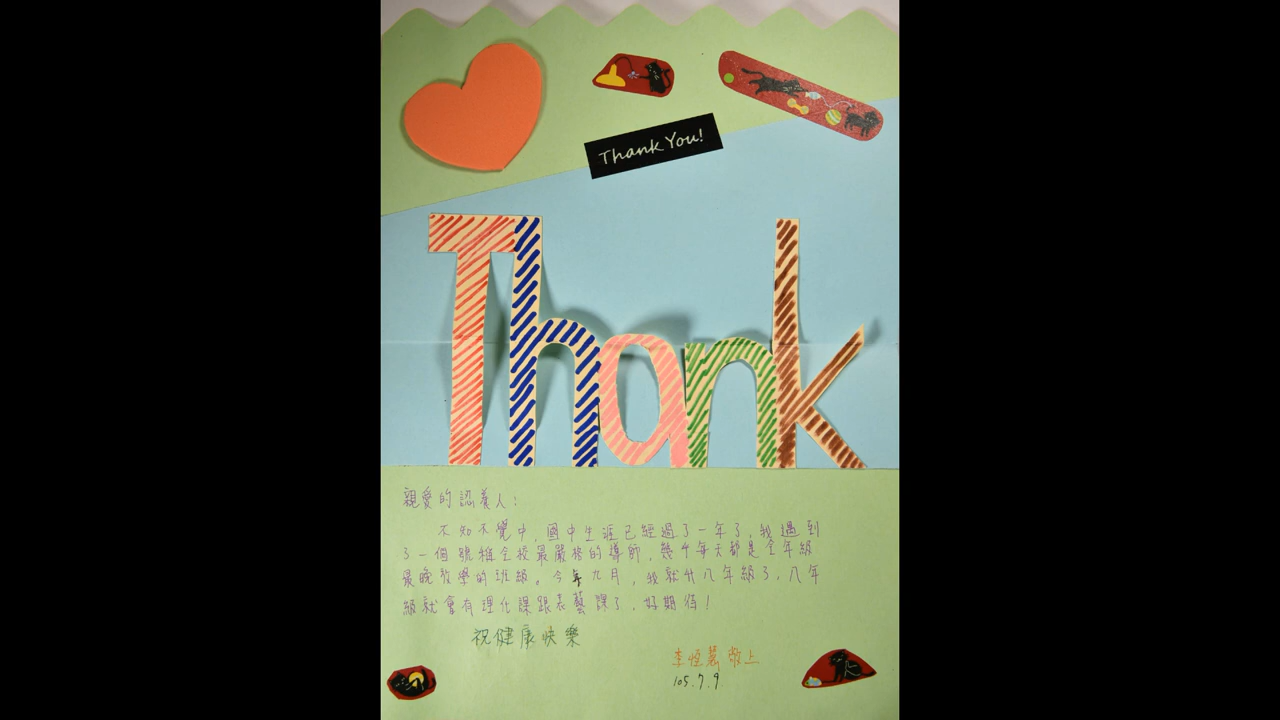 Thank You!
Thank
親愛的認養人：
不知不覺中，國中生涯已經過了一年了，我遇到
了一個號稱全校最嚴格的導師，幾乎每天都是全年級
最晚放學的班級。今年九月，我就升八年級了，八年
級就會有理化課跟表藝課了，好期待！
祝健康快樂
李 敬上
105.7.9